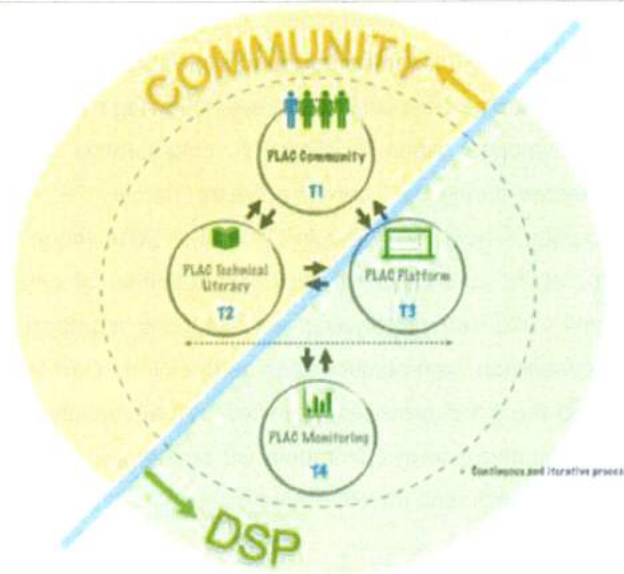 COMMUNITY
PLAC Community
T1
PLAC Technical
Literacy
T2
PLAC Platform
T3
PLAC Monitoring
T4
Continuous and iterative process
DSP